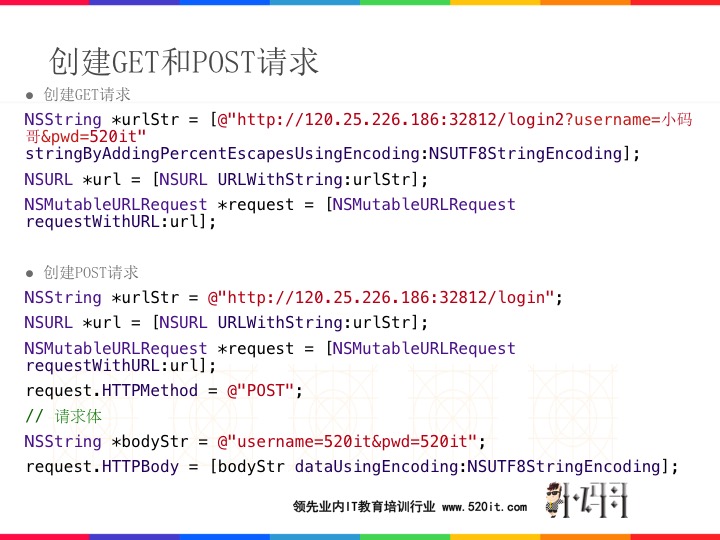 创建GET和POST请求
● 创建GET请求
NSString *urlStr = [@"http://120.25.226.186:32812/login2?username=小码
哥&pwd=520it"
stringByAddingPercentEscapesUsingEncoding:NSUTF8StringEncoding];
NSURL *url = [NSURL URLWithString:urlStr];
NSMutableURLRequest *request = [NSMutableURLRequest
requestWithURL:url];
● 创建POST请求
NSString *urlStr = @"http://120.25.226.186:32812/login";
NSURL *url = [NSURL URLWithString:urlStr];
NSMutableURLRequest *request = [NSMutableURLRequest
requestWithURL:url];
request.HTTPMethod = @"POST";
// 请求体
NSString *bodyStr = @"username=520it&pwd=520it";
request.HTTPBody = [bodyStr dataUsingEncoding:NSUTF8StringEncoding];
领先业内IT教育培训行业 www.520it.com
小码哥